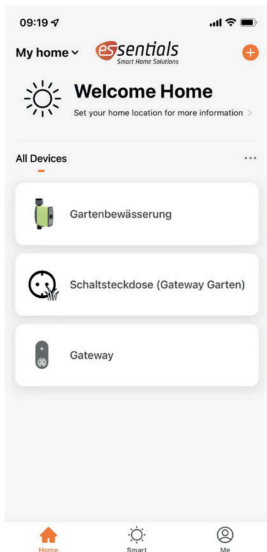 09:19
My home
essentials
Smart Home Solutions
Welcome Home
Set your home location for more information
All Devices
Gartenbewässerung
Schaltsteckdose (Gateway Garten)
Gateway
Home
Smart
Me